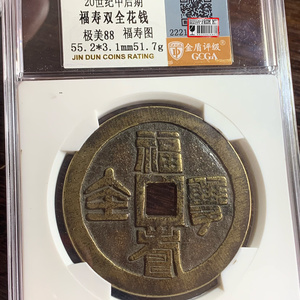 20世纪中后期
福寿双全花钱
极美88 福寿图
55.2*3.1mm51.7g
JIN DUN COINS RATING
金盾评级
GCGA
2221
福
全 雙
壽